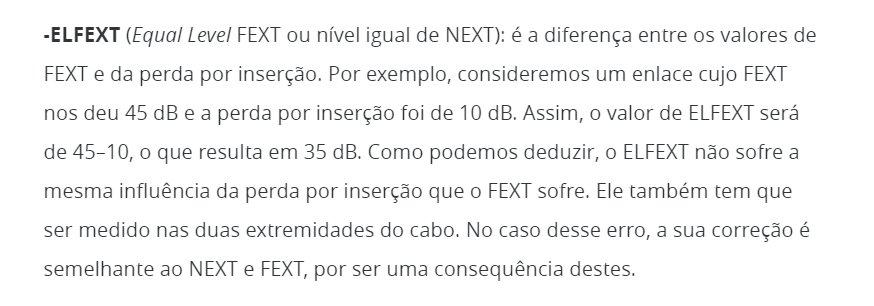 -ELFEXT (Equal Level FEXT ou nível igual de NEXT): é a diferença entre os valores de
FEXT e da perda por inserção. Por exemplo, consideremos um enlace cujo FEXT
nos deu 45 dB e a perda por inserção foi de 10 dB. Assim, o valor de ELFEXT será
de 45–10, o que resulta em 35 dB. Como podemos deduzir, o ELFEXT não sofre a
mesma influência da perda por inserção que o FEXT sofre. Ele também tem que
ser medido nas duas extremidades do cabo. No caso desse erro, a sua correção é
semelhante ao NEXT e FEXT, por ser uma consequência destes.